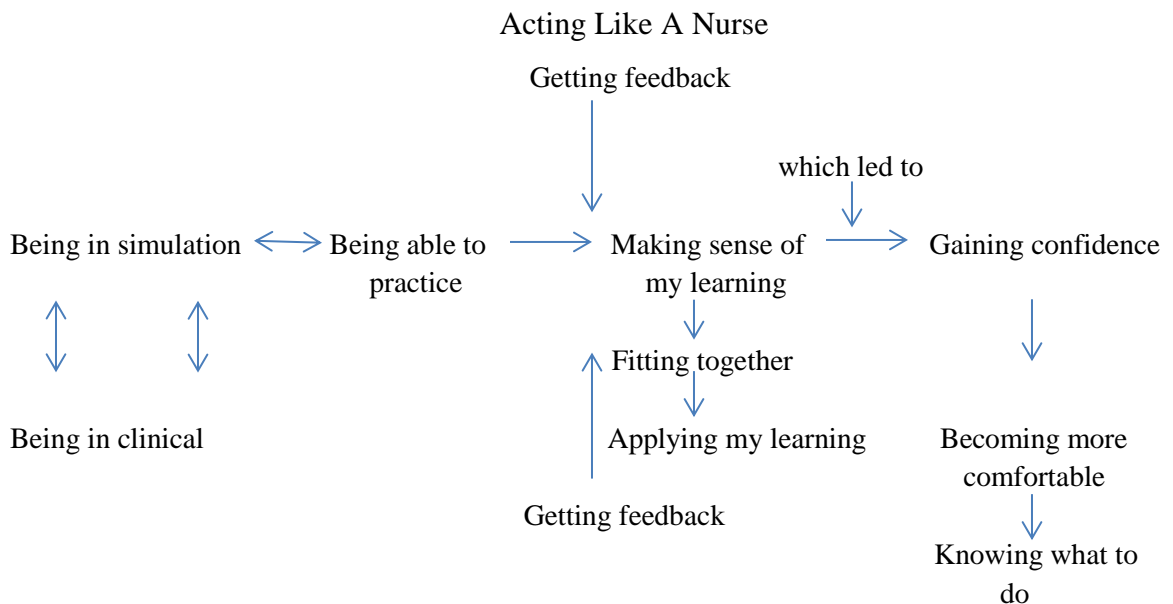 Acting Like A Nurse
Getting feedback
which led to
Being in simulation
Being able to
practice
Making sense of
my learning
Gaining confidence
Fitting together
Being in clinical
Applying my learning
Becoming more
comfortable
Getting feedback
Knowing what to
do